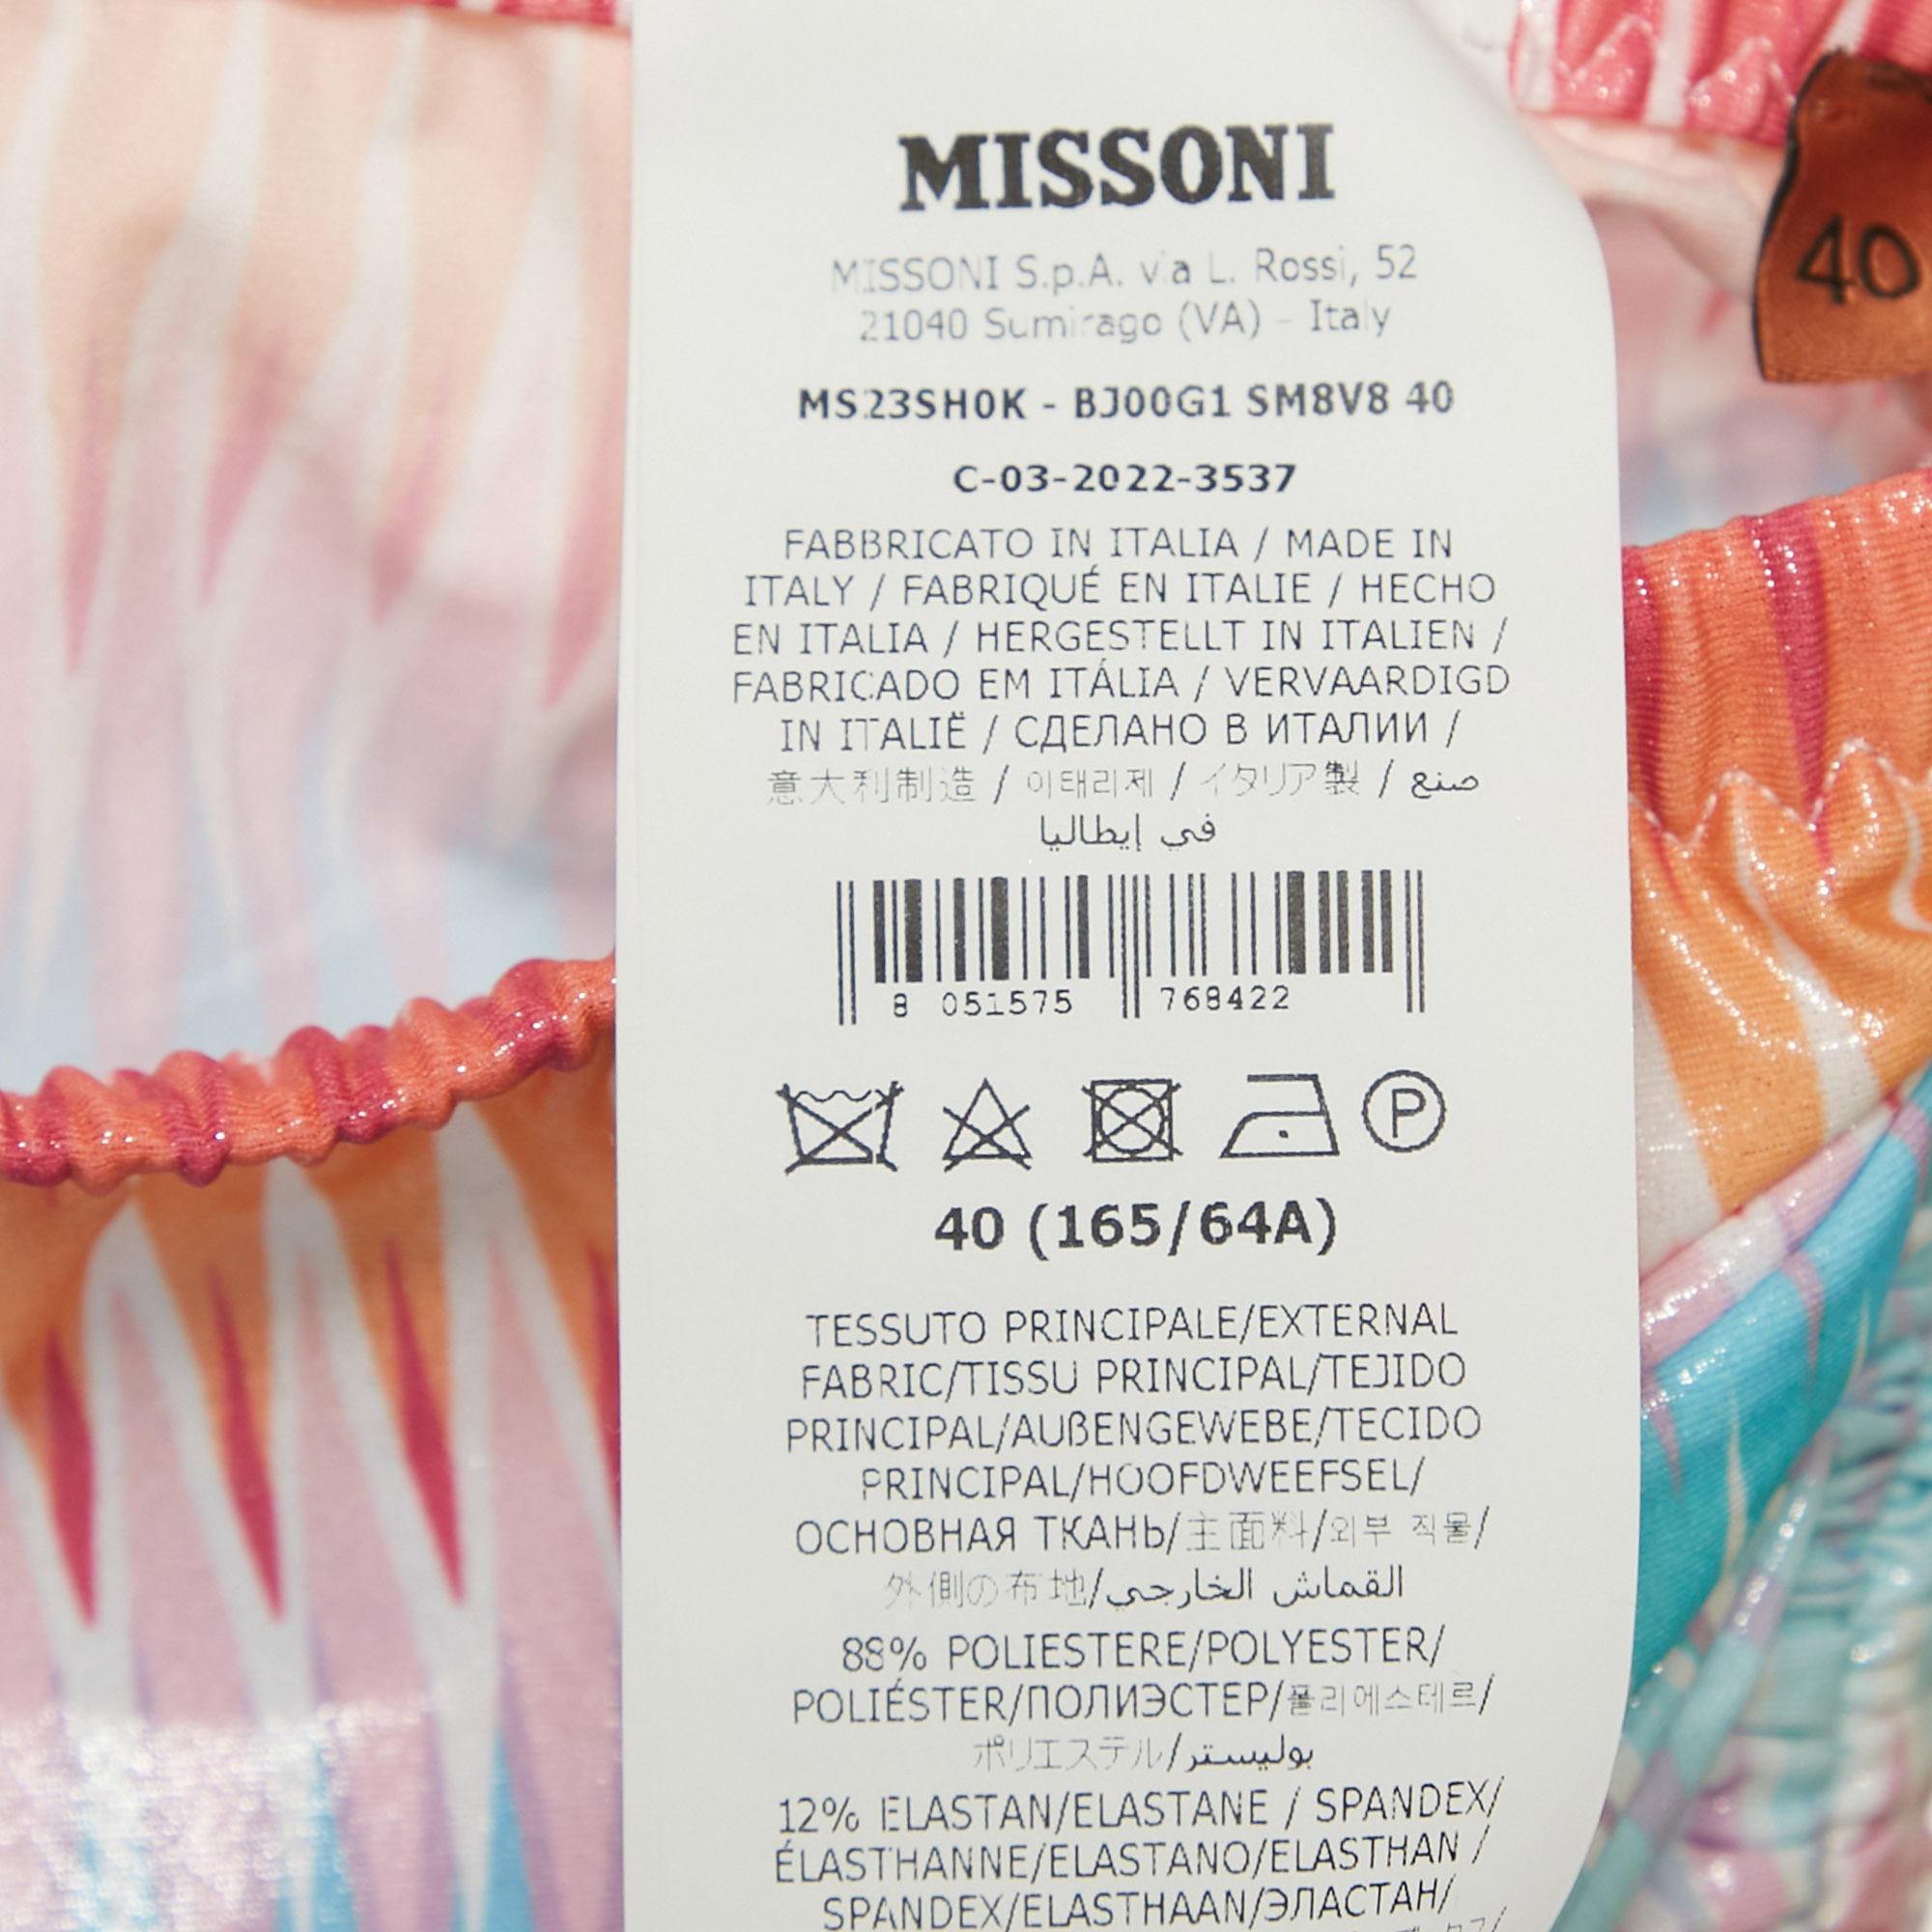 MISSONI
MISSONI S.p.A. via L. Rossi, 52
21040 Sumirago (VA) - Italy
MS23SH0K - BJ00G1 SM8V8 40
C-03-2022-3537
FABBRICATO IN ITALIA / MADE IN
ITALY / FABRIQUÉ EN ITALIE / HECHO
EN ITALIA / HERGESTELLT IN ITALIEN /
FABRICADO EM ITÁLIA / VERVAARDIGD
IN ITALIË / СДЕЛАНО В ИТАЛИИ /
意大利制造 / 이태리제 / イタリア製 / صنع
في إيطاليا
8 051575 768422
P
40 (165/64A)
TESSUTO PRINCIPALE/EXTERNAL
FABRIC/TISSU PRINCIPAL/TEJIDO
PRINCIPAL/AUßENGEWEBE/TECIDO
PRINCIPAL/HOOFDWEEFSEL/
ОСНОВНАЯ ТКАНЬ/主面料/외부 직물/
外側の布地/القماش الخارجي
88% POLIESTERE/POLYESTER/
POLIÉSTER/ПОЛИЭСТЕР/폴리에스테르/
ポリエステル/بوليستر
12% ELASTAN/ELASTANE / SPANDEX/
ÉLASTHANNE/ELASTANO/ELASTHAN /
SPANDEX/ELASTHAAN/ЭЛАСТАН/
40